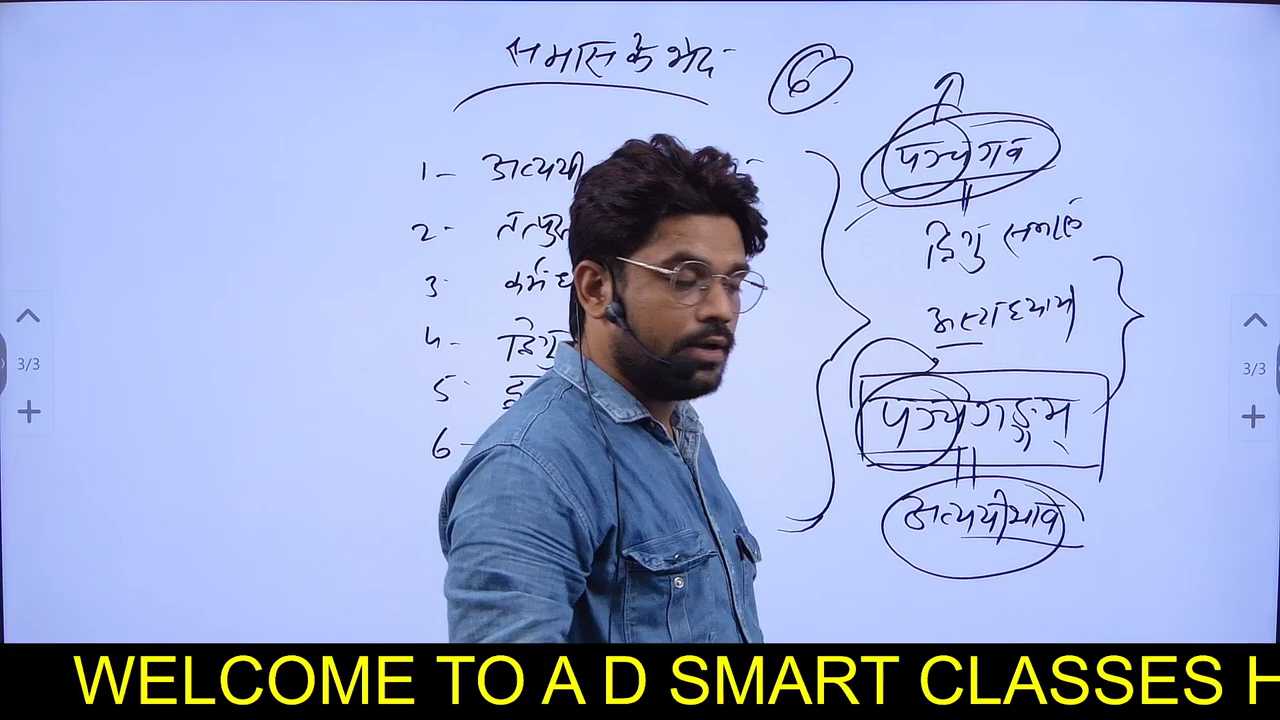 समास के भेद - 6
1- अव्ययी
2- तत्पुरु
3- कर्मध
4- द्विगु
5- द्व
6-
पञ्चगव
द्विगु समास
अष्टाध्यायी
पञ्चगङ्गम्
अव्ययीभाव
3/3
3/3
WELCOME TO A D SMART CLASSES H